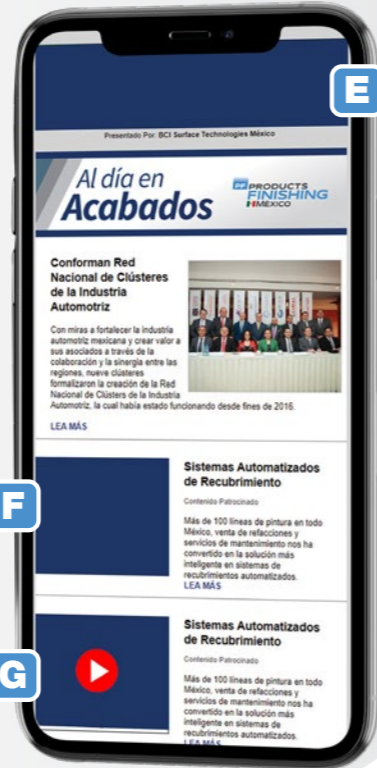 E
Presentado Por: BCI Surface Technologies México
Al día en
Acabados
PF PRODUCTS
FINISHING
MÉXICO
Conforman Red
Nacional de Clústeres
de la Industria
Automotriz
Con miras a fortalecer la industria
automotriz mexicana y crear valor a
sus asociados a través de la
colaboración y la sinergia entre las
regiones, nueve clústeres
formalizaron la creación de la Red
Nacional de Clústers de la Industria
Automotriz, la cual había estado funcionando desde fines de 2016.
LEA MÁS
F
Sistemas Automatizados
de Recubrimiento
Contenido Patrocinado
Más de 100 líneas de pintura en todo
México, venta de refacciones y
servicios de mantenimiento nos ha
convertido en la solución más
inteligente en sistemas de
recubrimientos automatizados.
LEA MÁS
G
Sistemas Automatizados
de Recubrimiento
Contenido Patrocinado
Más de 100 líneas de pintura en todo
México, venta de refacciones y
servicios de mantenimiento nos ha
convertido en la solución más
inteligente en sistemas de
recubrimientos automatizados.
LEA MÁS